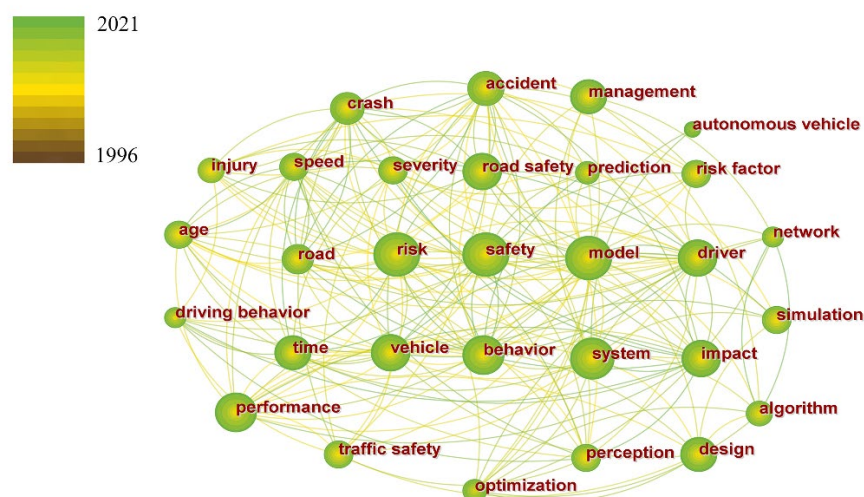 2021
1996
accident
management
crash
autonomous vehicle
injury
speed
severity
road safety
prediction
risk factor
age
road
risk
safety
model
driver
network
driving behavior
simulation
time
vehicle
behavior
system
impact
performance
algorithm
traffic safety
perception
design
optimization